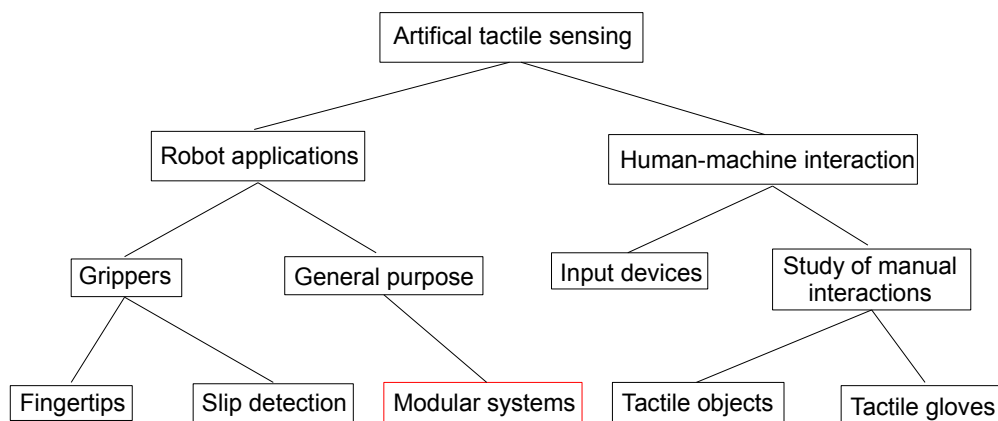 Artifical tactile sensing
Robot applications
Human-machine interaction
Grippers
General purpose
Input devices
Study of manual
interactions
Fingertips
Slip detection
Modular systems
Tactile objects
Tactile gloves